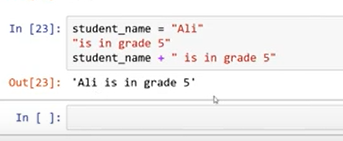 In [23]: student_name = "Ali"
"is in grade 5"
student_name + " is in grade 5"
Out[23]: 'Ali is in grade 5'
In [ ]: